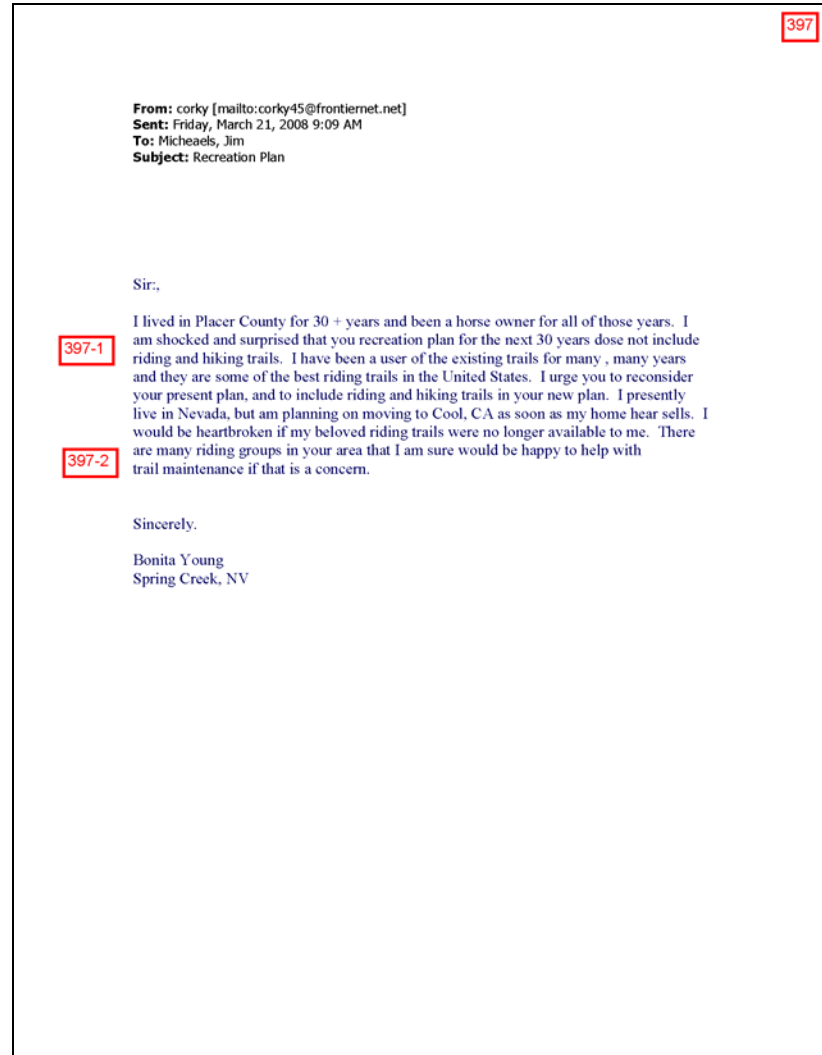 397
From: corky [mailto:corky45@frontiernet.net]
Sent: Friday, March 21, 2008 9:09 AM
To: Micheaels, Jim
Subject: Recreation Plan
Sir:,
I lived in Placer County for 30 + years and been a horse owner for all of those years.  I
am shocked and surprised that you recreation plan for the next 30 years dose not include
397-1
riding and hiking trails.  I have been a user of the existing trails for many , many years
and they are some of the best riding trails in the United States.  I urge you to reconsider
your present plan, and to include riding and hiking trails in your new plan.  I presently
live in Nevada, but am planning on moving to Cool, CA as soon as my home hear sells.  I
would be heartbroken if my beloved riding trails were no longer available to me.  There
397-2
are many riding groups in your area that I am sure would be happy to help with
trail maintenance if that is a concern.
Sincerely.
Bonita Young
Spring Creek, NV